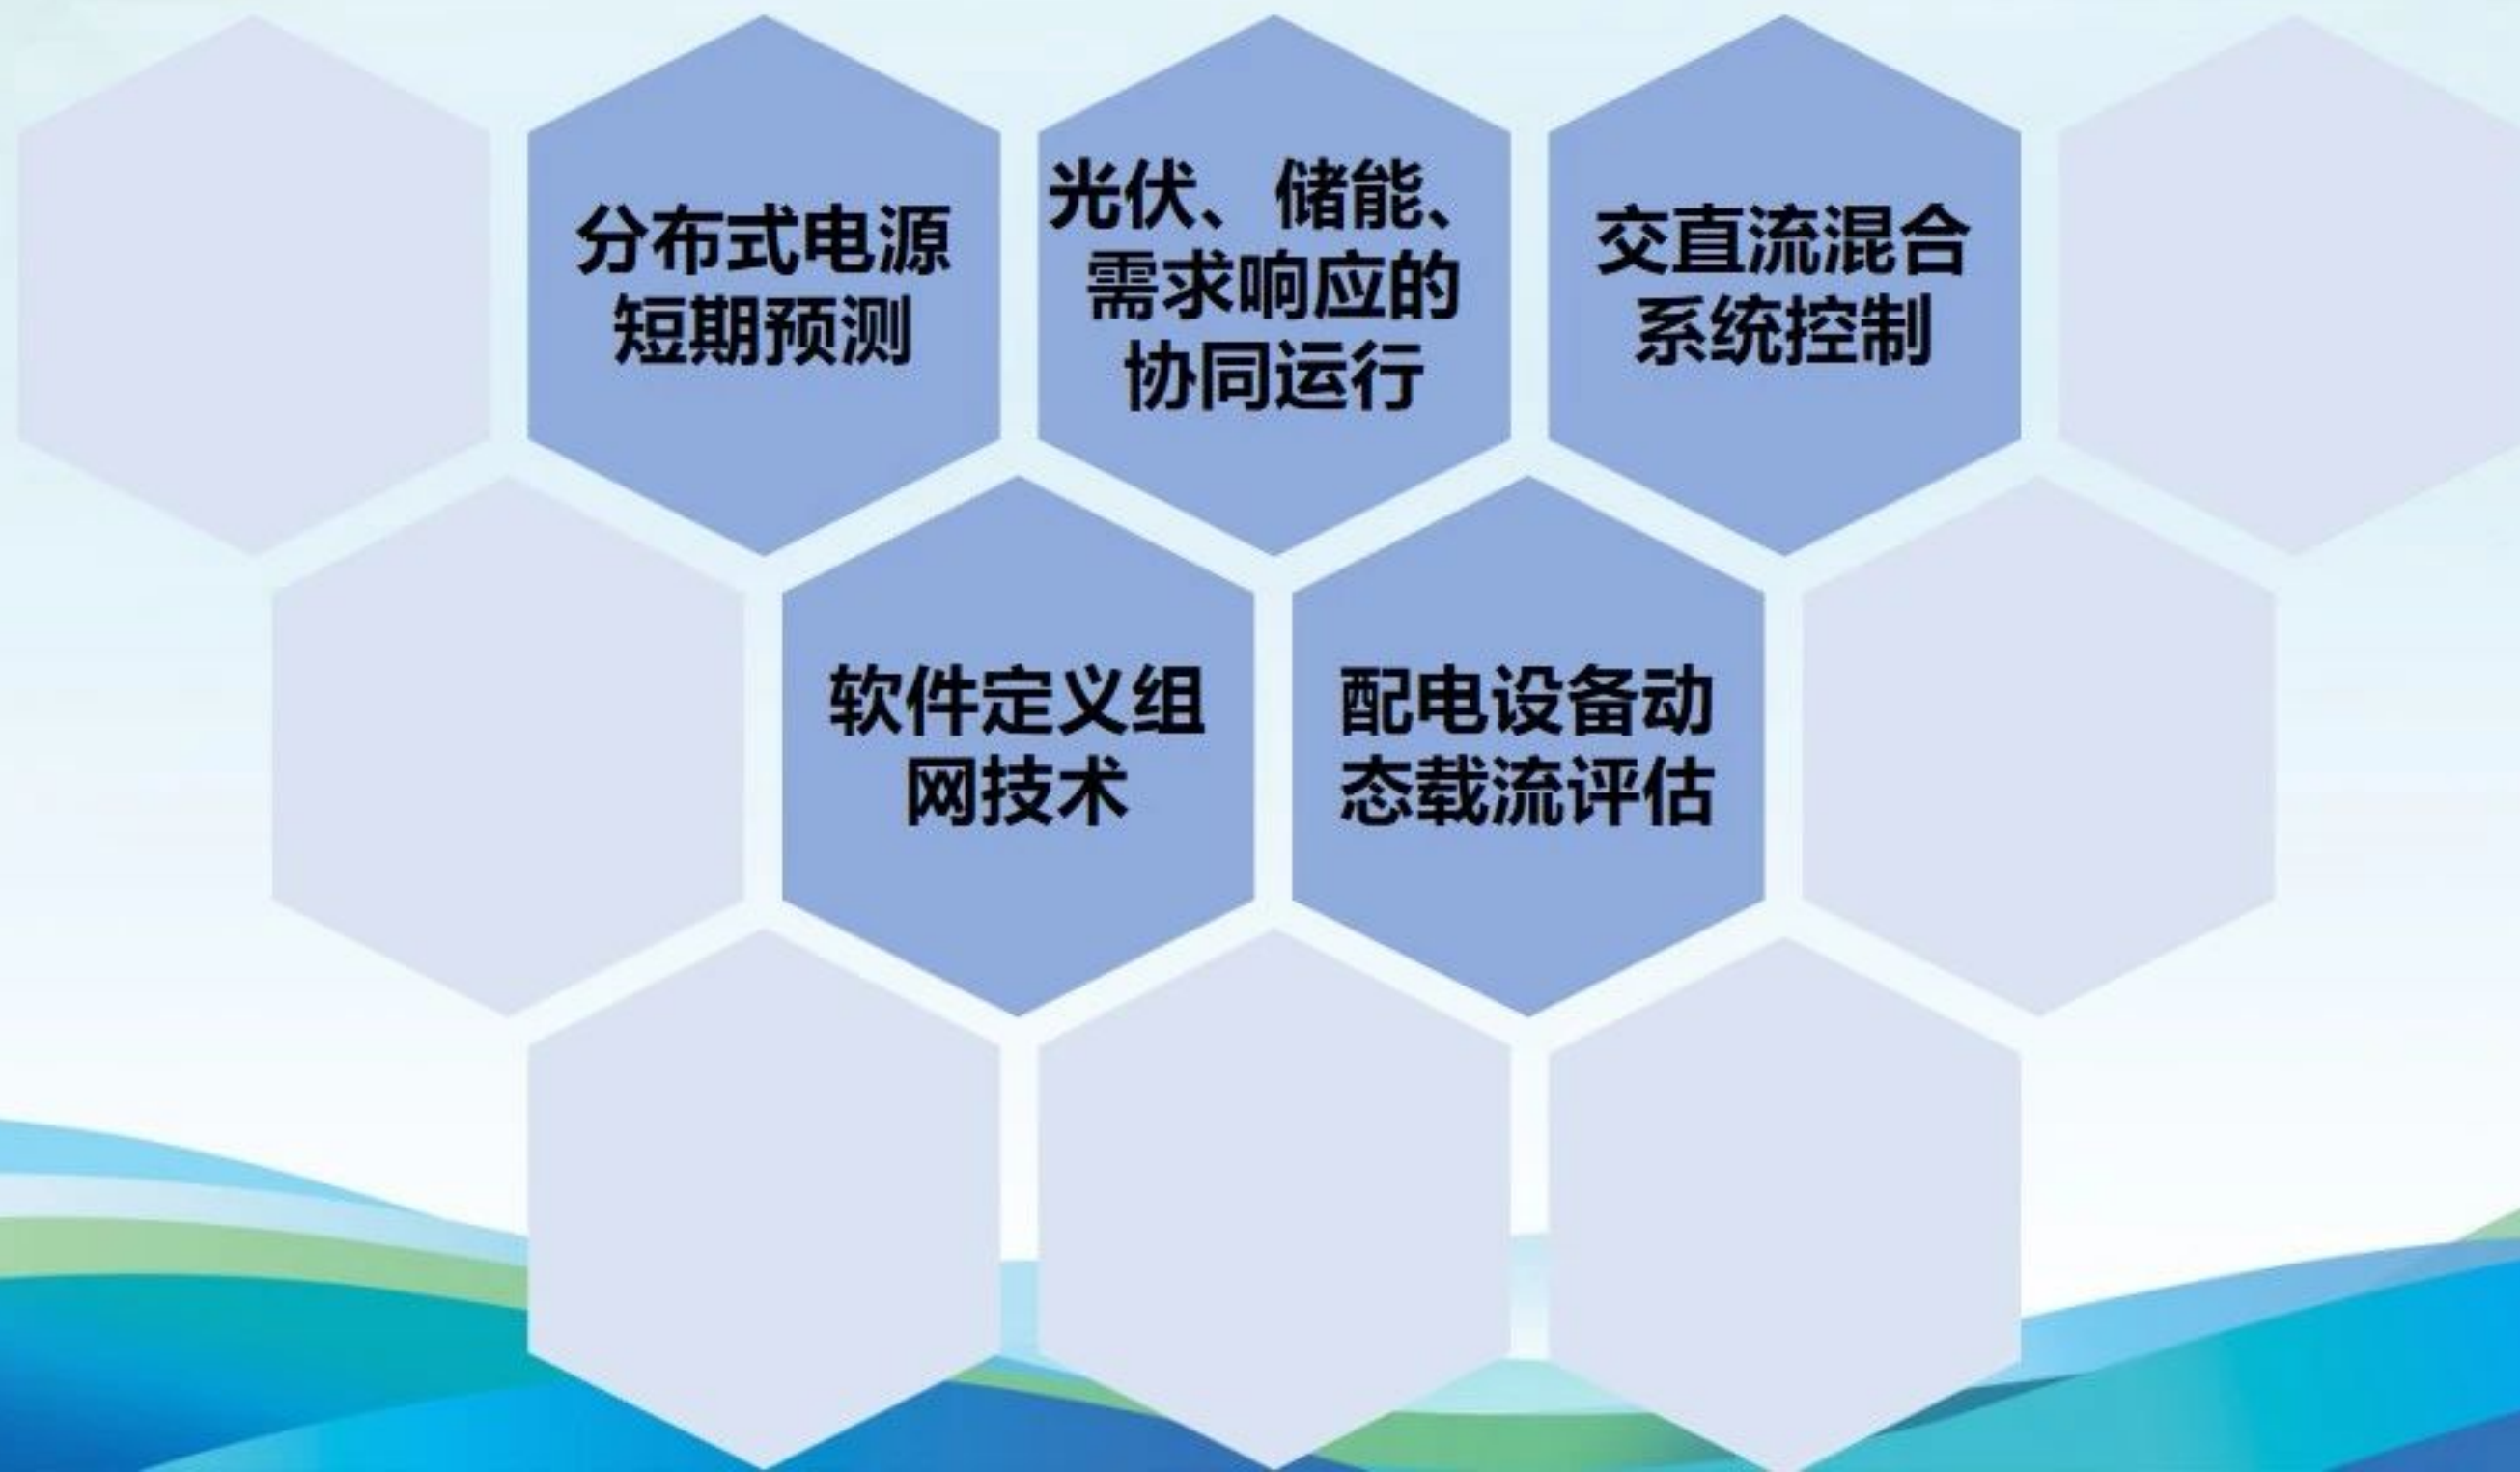 分布式电源
短期预测
光伏、储能、
需求响应的
协同运行
交直流混合
系统控制
软件定义组
网技术
配电设备动
态载流评估